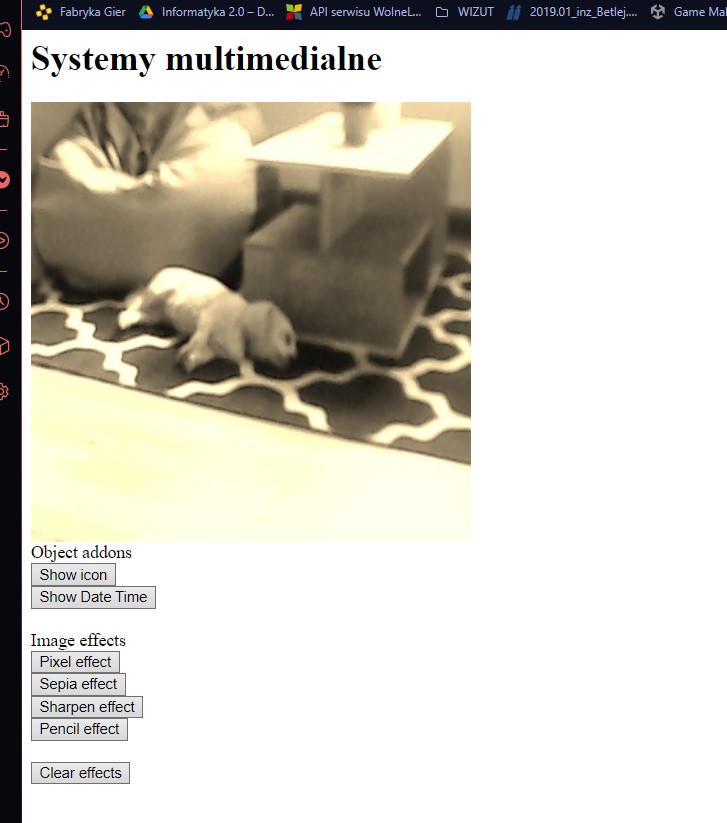 Fabryka Gier Informatyka 2.0 – D... API serwisu WolneL... WIZUT 2019.01_inz_Betlej.... Game Mal
Systemy multimedialne
Object addons
Show icon
Show Date Time
Image effects
Pixel effect
Sepia effect
Sharpen effect
Pencil effect
Clear effects